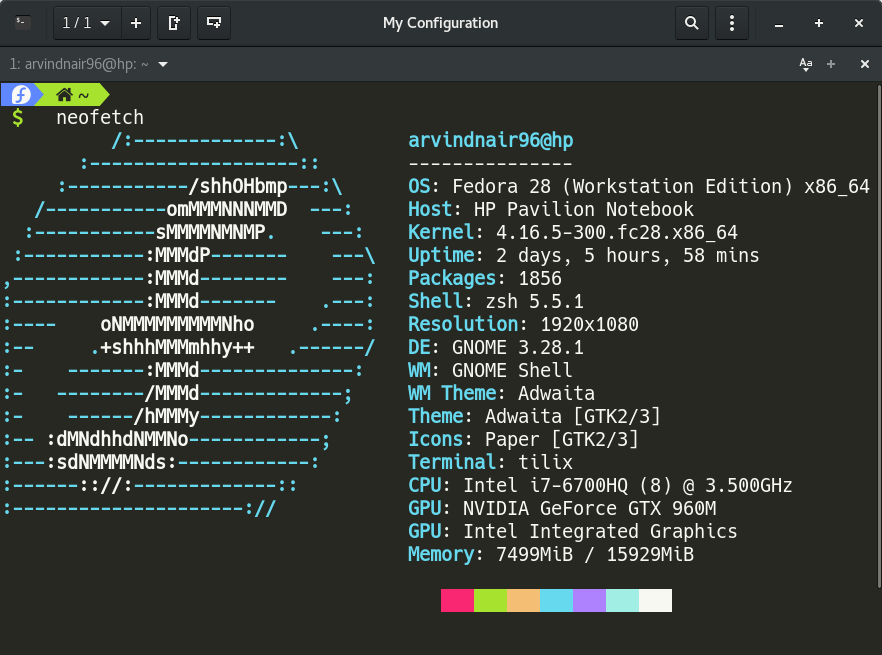 1 / 1
My Configuration
1: arvindnair96@hp: ~
Aa
~
$ neofetch
/:-------------:\
:-------------------::
:-----------/shhOHbmp---:\
/-----------omMMMNNNMMD  ---:
:-----------sMMMMNMNMP.    ---:
:-----------:MMMdP-------    ---\
,------------:MMMd--------    ---:
:------------:MMMd-------    .---:
:----    oNMMMMMMMMMNho     .----:
:--     .+shhhMMMmhhy++   .------/
:-    -------:MMMd--------------:
:-   --------/MMMd-------------;
:-    ------/hMMMy------------:
:-- :dMNdhhdNMMNo------------;
:---:sdNMMMMNds:------------:
:------:://:-------------::
:---------------------://
arvindnair96@hp
---------------
OS: Fedora 28 (Workstation Edition) x86_64
Host: HP Pavilion Notebook
Kernel: 4.16.5-300.fc28.x86_64
Uptime: 2 days, 5 hours, 58 mins
Packages: 1856
Shell: zsh 5.5.1
Resolution: 1920x1080
DE: GNOME 3.28.1
WM: GNOME Shell
WM Theme: Adwaita
Theme: Adwaita [GTK2/3]
Icons: Paper [GTK2/3]
Terminal: tilix
CPU: Intel i7-6700HQ (8) @ 3.500GHz
GPU: NVIDIA GeForce GTX 960M
GPU: Intel Integrated Graphics
Memory: 7499MiB / 15929MiB